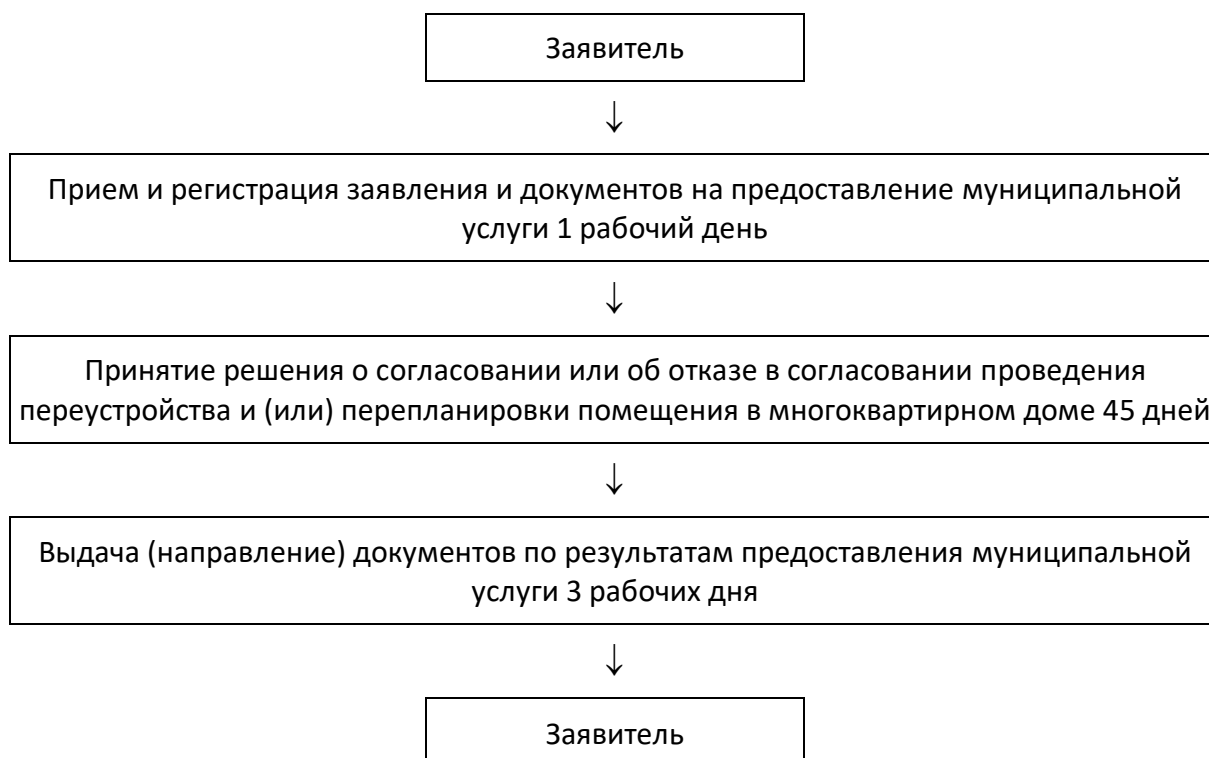 Заявитель
↓
Прием и регистрация заявления и документов на предоставление муниципальной
услуги 1 рабочий день
↓
Принятие решения о согласовании или об отказе в согласовании проведения
переустройства и (или) перепланировки помещения в многоквартирном доме 45 дней
↓
Выдача (направление) документов по результатам предоставления муниципальной
услуги 3 рабочих дня
↓
Заявитель